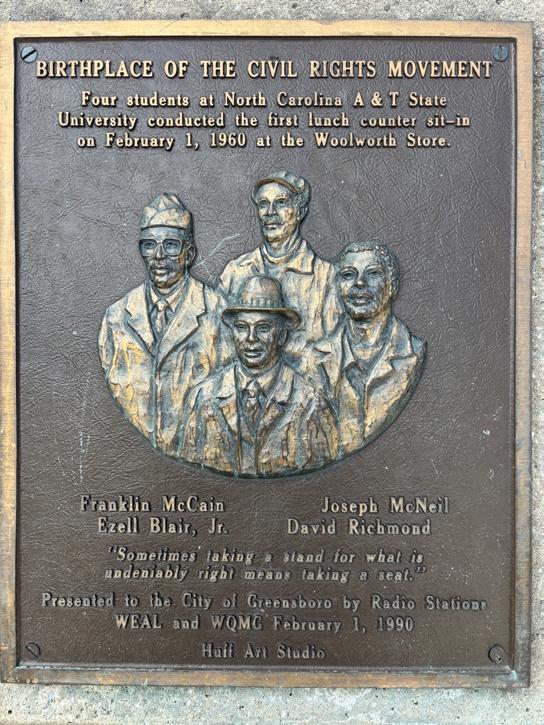 BIRTHPLACE OF THE CIVIL RIGHTS MOVEMENT
Four students at North Carolina A & T State
University conducted the first lunch counter sit-in
on February 1, 1960 at the Woolworth Store.
Franklin McCain Joseph McNeil
Ezell Blair, Jr. David Richmond
"Sometimes taking a stand for what is
undeniably right means taking a seat."
Presented to the City of Greensboro by Radio Stations
WEAL and WQMG February 1, 1990
Huff Art Studio